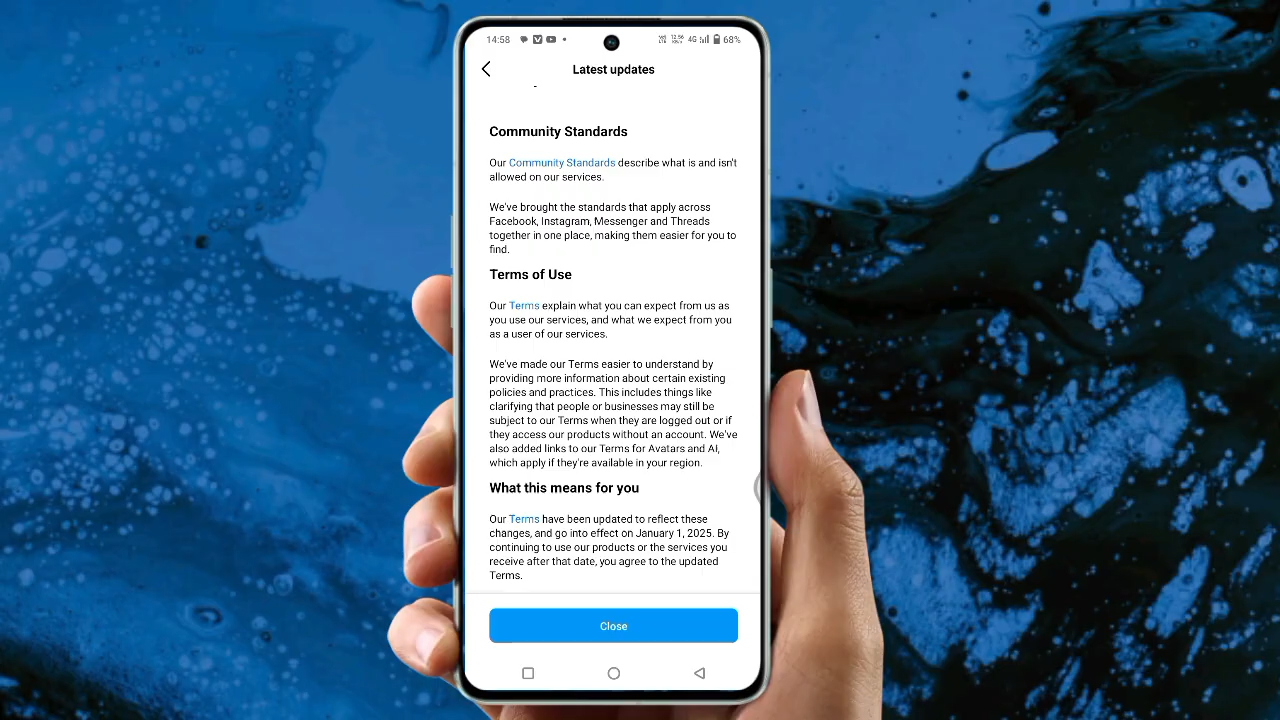 14:58
4G
68%
Latest updates
Community Standards
Our Community Standards describe what is and isn't
allowed on our services.
We've brought the standards that apply across
Facebook, Instagram, Messenger and Threads
together in one place, making them easier for you to
find.
Terms of Use
Our Terms explain what you can expect from us as
you use our services, and what we expect from you
as a user of our services.
We've made our Terms easier to understand by
providing more information about certain existing
policies and practices. This includes things like
clarifying that people or businesses may still be
subject to our Terms when they are logged out or if
they access our products without an account. We've
also added links to our Terms for Avatars and AI,
which apply if they're available in your region.
What this means for you
Our Terms have been updated to reflect these
changes, and go into effect on January 1, 2025. By
continuing to use our products or the services you
receive after that date, you agree to the updated
Terms.
Close